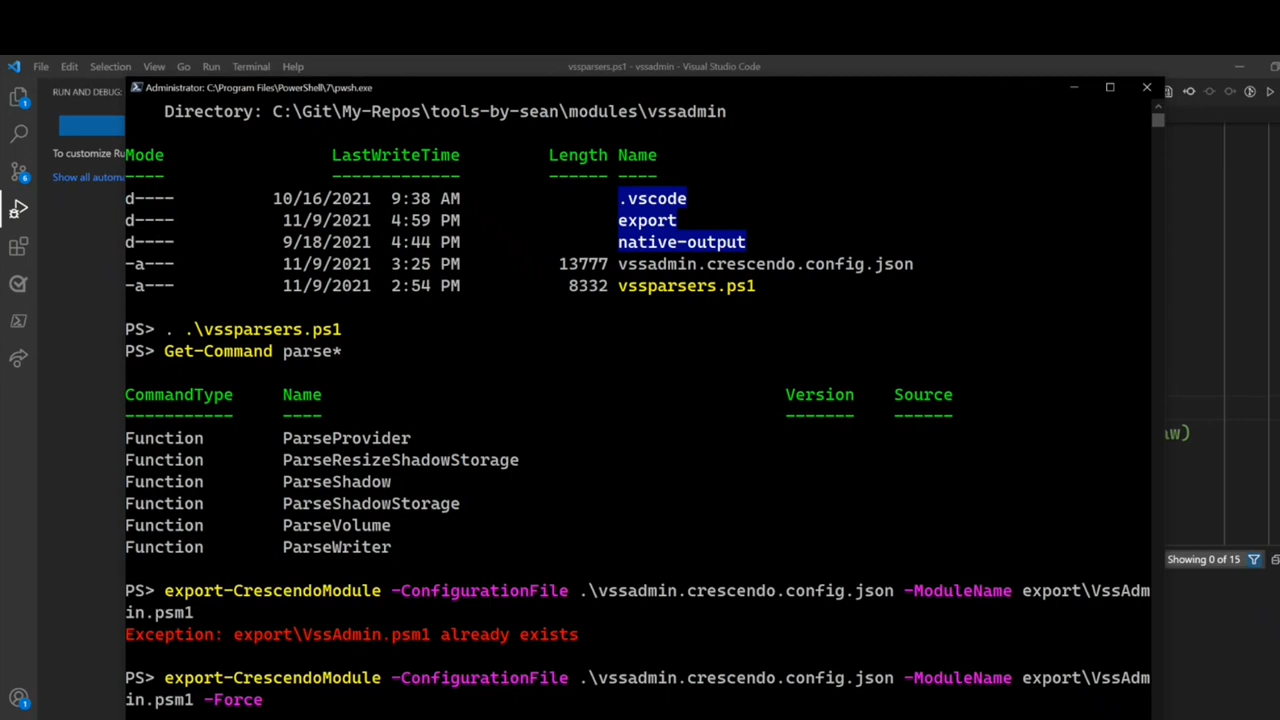 File Edit Selection View Go Run Terminal Help
vssparsers.ps1 - vssadmin - Visual Studio Code
RUN AND DEBUG:
Administrator: C:\Program Files\PowerShell\7\pwsh.exe
To customize Ru
Show all automa
Directory: C:\Git\My-Repos\tools-by-sean\modules\vssadmin
Mode LastWriteTime Length Name
---- ------------- ------ ----
d---- 10/16/2021 9:38 AM .vscode
d---- 11/9/2021 4:59 PM export
d---- 9/18/2021 4:44 PM native-output
-a--- 11/9/2021 3:25 PM 13777 vssadmin.crescendo.config.json
-a--- 11/9/2021 2:54 PM 8332 vssparsers.ps1
PS> . .\vssparsers.ps1
PS> Get-Command parse*
CommandType Name Version Source
----------- ---- ------- ------
Function ParseProvider
Function ParseResizeShadowStorage
Function ParseShadow
Function ParseShadowStorage
Function ParseVolume
Function ParseWriter
PS> export-CrescendoModule -ConfigurationFile .\vssadmin.crescendo.config.json -ModuleName export\VssAdm
in.psm1
Exception: export\VssAdmin.psm1 already exists
PS> export-CrescendoModule -ConfigurationFile .\vssadmin.crescendo.config.json -ModuleName export\VssAdm
in.psm1 -Force
aw)
Showing 0 of 15
1
6
1